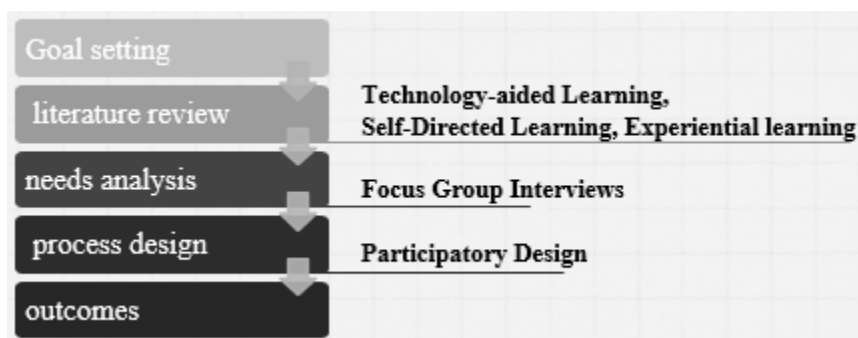 Goal setting
literature review
Technology-aided Learning,
Self-Directed Learning, Experiential learning
needs analysis
Focus Group Interviews
process design
Participatory Design
outcomes